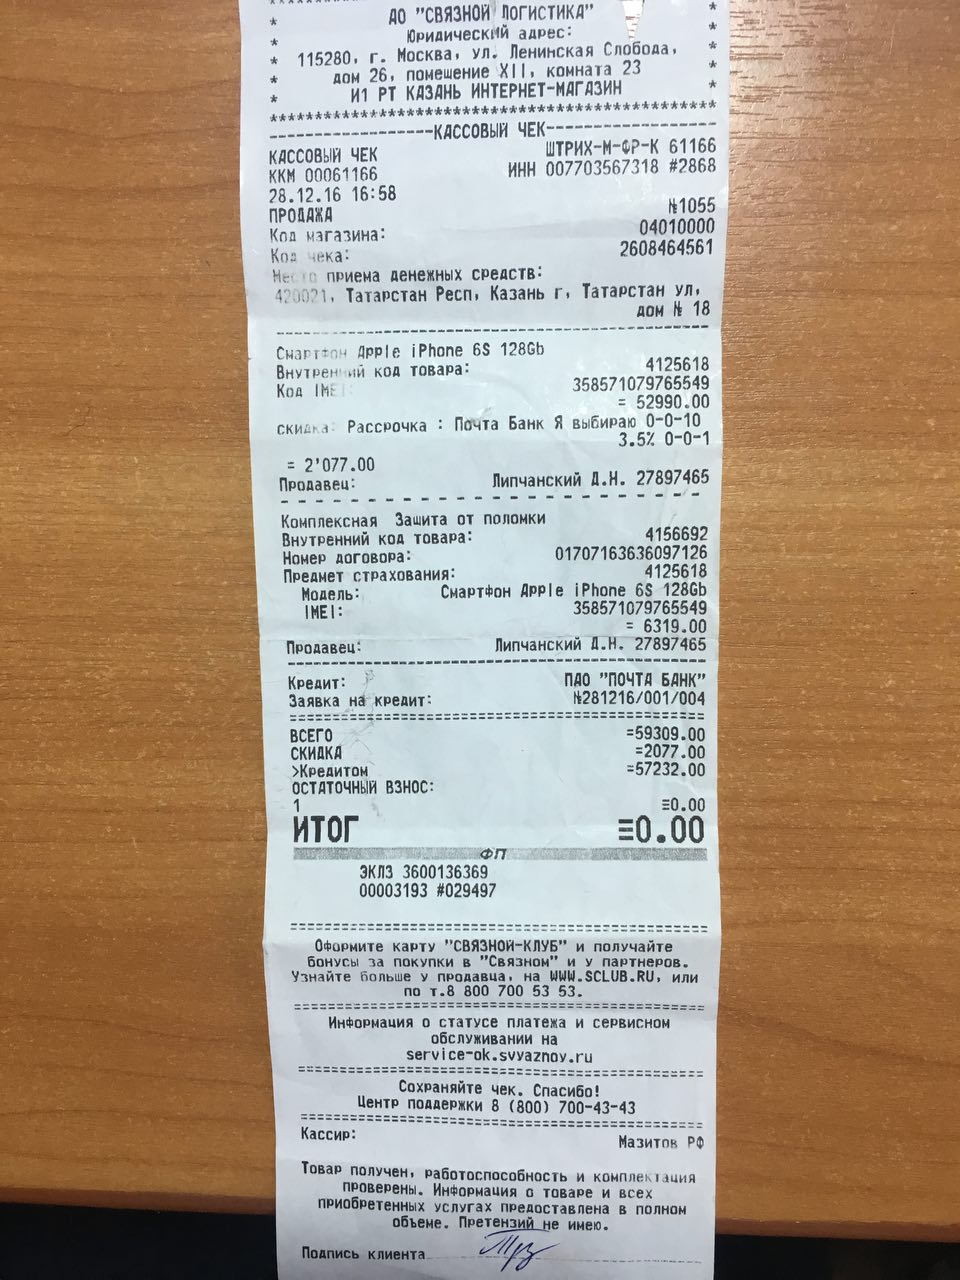 * АО "СВЯЗНОЙ ЛОГИСТИКА" *
* Юридический адрес: *
* 115280, г. Москва, ул. Ленинская Слобода, *
* дом 26, помешение XII, комната 23 *
* И1 РТ КАЗАНЬ ИНТЕРНЕТ-МАГАЗИН *
КАССОВЫЙ ЧЕК
КАССОВЫЙ ЧЕК ШТРИХ-М-ФР-К 61166
ККМ 00061166 ИНН 007703567318 #2868
28.12.16 16:58
ПРОДАЖА №1055
Код магазина: 04010000
Код чека: 2608464561
Место приема денежных средств:
420021, Татарстан Респ, Казань г, Татарстан ул,
дом № 18
Смартфон Apple iPhone 6S 128Gb
Внутренний код товара: 4125618
Код IMEI: 358571079765549
= 52990.00
скидка: Рассрочка : Почта Банк Я выбираю 0-0-10
3.5% 0-0-1
= 2'077.00
Продавец: Липчанский Д.Н. 27897465
Комплексная Зашита от поломки
Внутренний код товара: 4156692
Номер договора: 01707163636097126
Предмет страхования: 4125618
Модель: Смартфон Apple iPhone 6S 128Gb
IMEI: 358571079765549
= 6319.00
Продавец: Липчанский Д.Н. 27897465
Кредит: ПАО "ПОЧТА БАНК"
Заявка на кредит: №281216/001/004
ВСЕГО =59309.00
СКИДКА =2077.00
>Кредитом =57232.00
ОСТАТОЧНЫЙ ВЗНОС:
1 ≡0.00
ИТОГ ≡0.00
ФП
ЭКЛЗ 3600136369
00003193 #029497
Оформите карту "СВЯЗНОЙ-КЛУБ" и получайте
бонусы за покупки в "Связном" и у партнеров.
Узнайте больше у продавца, на WWW.SCLUB.RU, или
по т.8 800 700 53 53.
Информация о статусе платежа и сервисном
обслуживании на
service-ok.svyaznoy.ru
Сохраняйте чек. Спасибо!
Центр поддержки 8 (800) 700-43-43
Кассир: Мазитов РФ
Товар получен, работоспособность и комплектация
проверены. Информация о товаре и всех
приобретенных услугах предоставлена в полном
объеме. Претензий не имею.
Подпись клиента